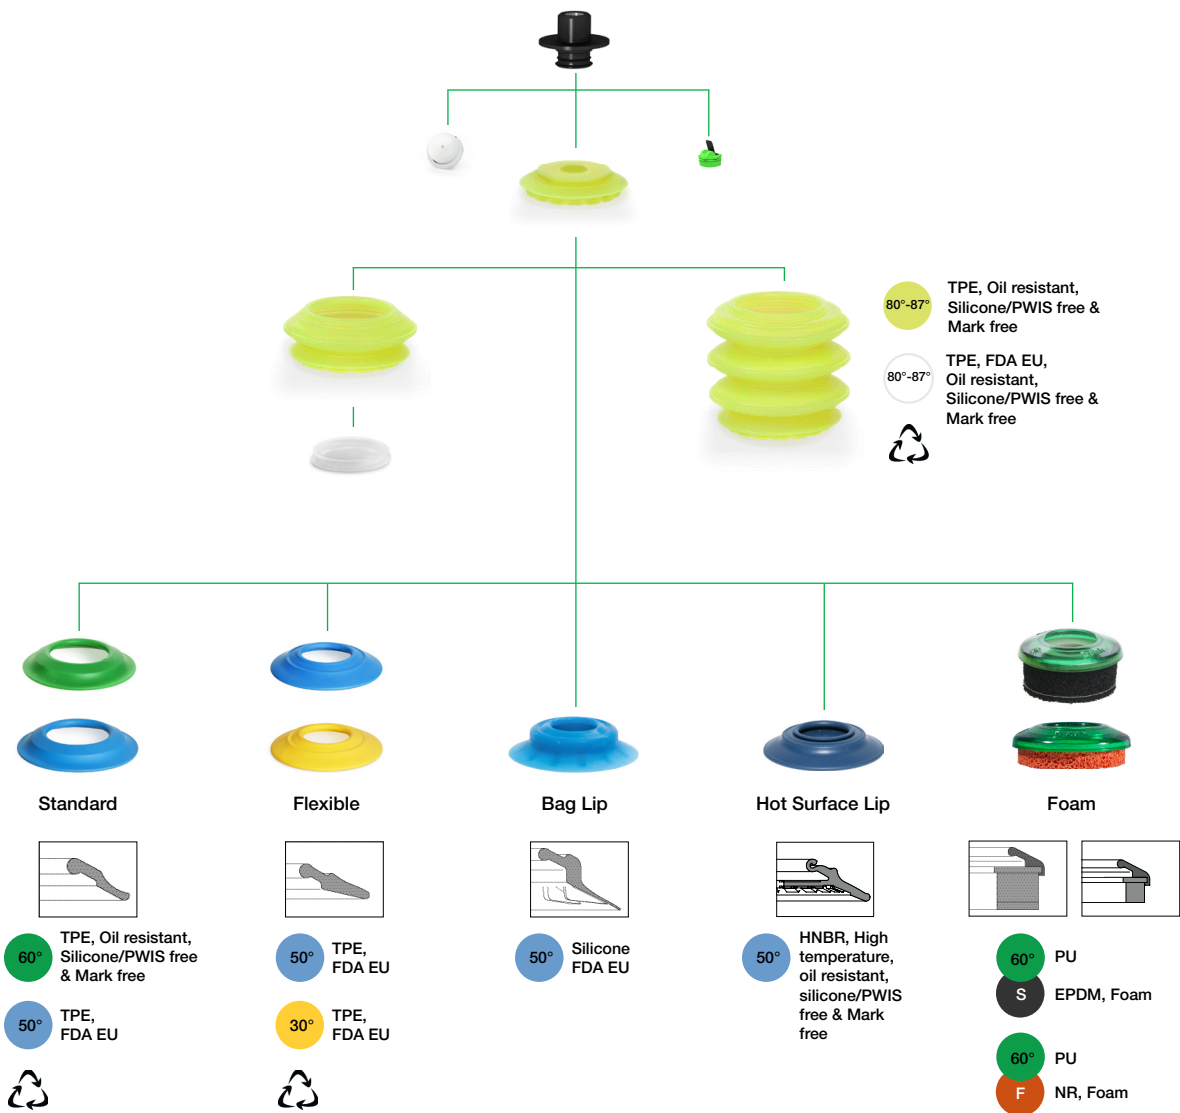 80°-87°
TPE, Oil resistant,
Silicone/PWIS free &
Mark free
80°-87°
TPE, FDA EU,
Oil resistant,
Silicone/PWIS free &
Mark free
Standard
Flexible
Bag Lip
Hot Surface Lip
Foam
60°
TPE, Oil resistant,
Silicone/PWIS free
& Mark free
50°
TPE,
FDA EU
50°
TPE,
FDA EU
30°
TPE,
FDA EU
50°
Silicone
FDA EU
50°
HNBR, High
temperature,
oil resistant,
silicone/PWIS
free & Mark
free
60°
PU
S
EPDM, Foam
60°
PU
F
NR, Foam